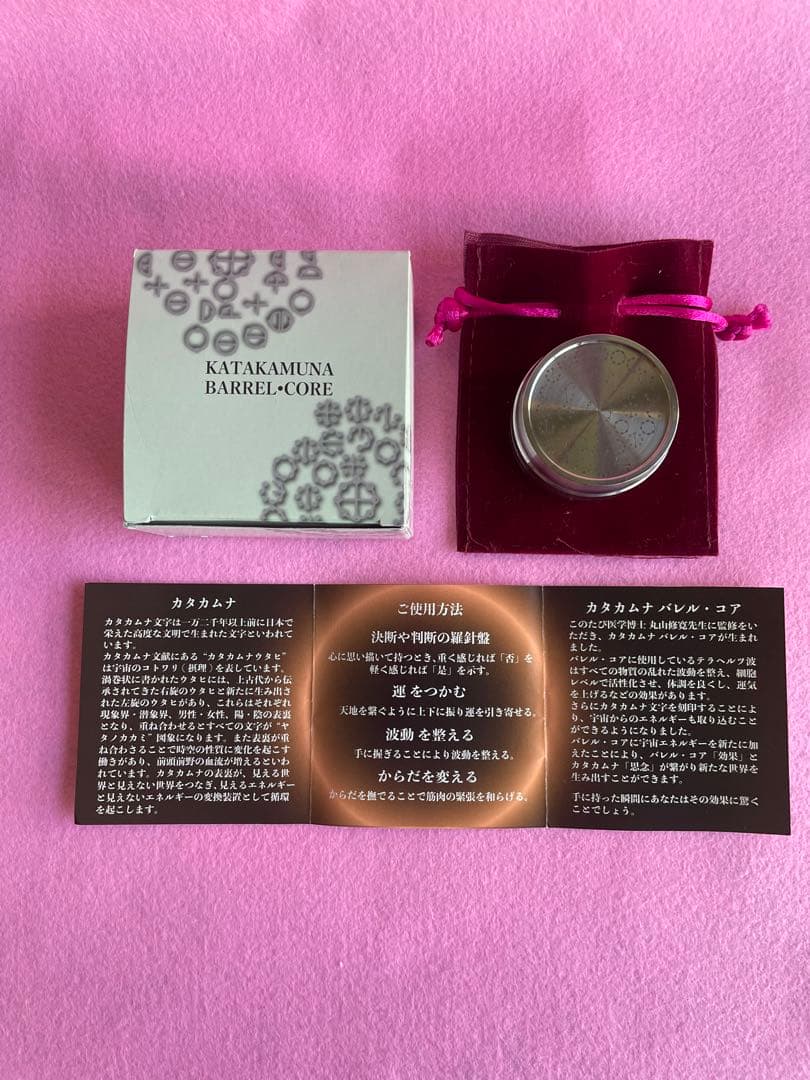 KATAKAMUNA
BARREL•CORE
カタカムナ
カタカムナ文字は一万二千年以上前に日本で
栄えた高度な文明で生まれた文字といわれて
います。
カタカムナ文献にある“カタカムナウタヒ”
は宇宙のコトワリ(摂理)を表しています。
渦巻状に書かれたウタヒには、上古代から伝
承されてきた右旋のウタヒと新たに生み出さ
れた左旋のウタヒがあり、これらはそれぞれ
現象界・潜象界、男性・女性、陽・陰の表裏
となり、重ね合わせるとすべての文字が“ヤ
タノカカミ”図象になります。また表裏が重
ね合わさることで時空の性質に変化を起こす
働きがあり、前頭前野の血流が増えるといわ
れています。カタカムナの表裏が、見える世
界と見えない世界をつなぎ、見えるエネルギー
と見えないエネルギーの変換装置として循環
を起こします。
ご使用方法
決断や判断の羅針盤
心に思い描いて持つとき、重く感じれば「否」を
軽く感じれば「是」を示す。
運 をつかむ
天地を繋ぐように上下に振り運を引き寄せる。
波動 を整える
手に握ることにより波動を整える。
からだを変える
からだを撫でることで筋肉の緊張を和らげる。
カタカムナ バレル・コア
このたび医学博士 丸山修寛先生に監修をい
ただき、カタカムナ バレル・コアが生まれ
ました。
バレル・コアに使用しているテラヘルツ波
はすべての物質の乱れた波動を整え、細胞
レベルで活性化させ、体調を良くし、運気
を上げるなどの効果があります。
さらにカタカムナ文字を刻印することによ
り、宇宙からのエネルギーも取り込むこと
ができるようになりました。
バレル・コアに宇宙エネルギーを新たに加
えたことにより、バレル・コア「効果」と
カタカムナ「思念」が繋がり新たな世界を
生み出すことができます。
手に持った瞬間にあなたはその効果に驚く
ことでしょう。